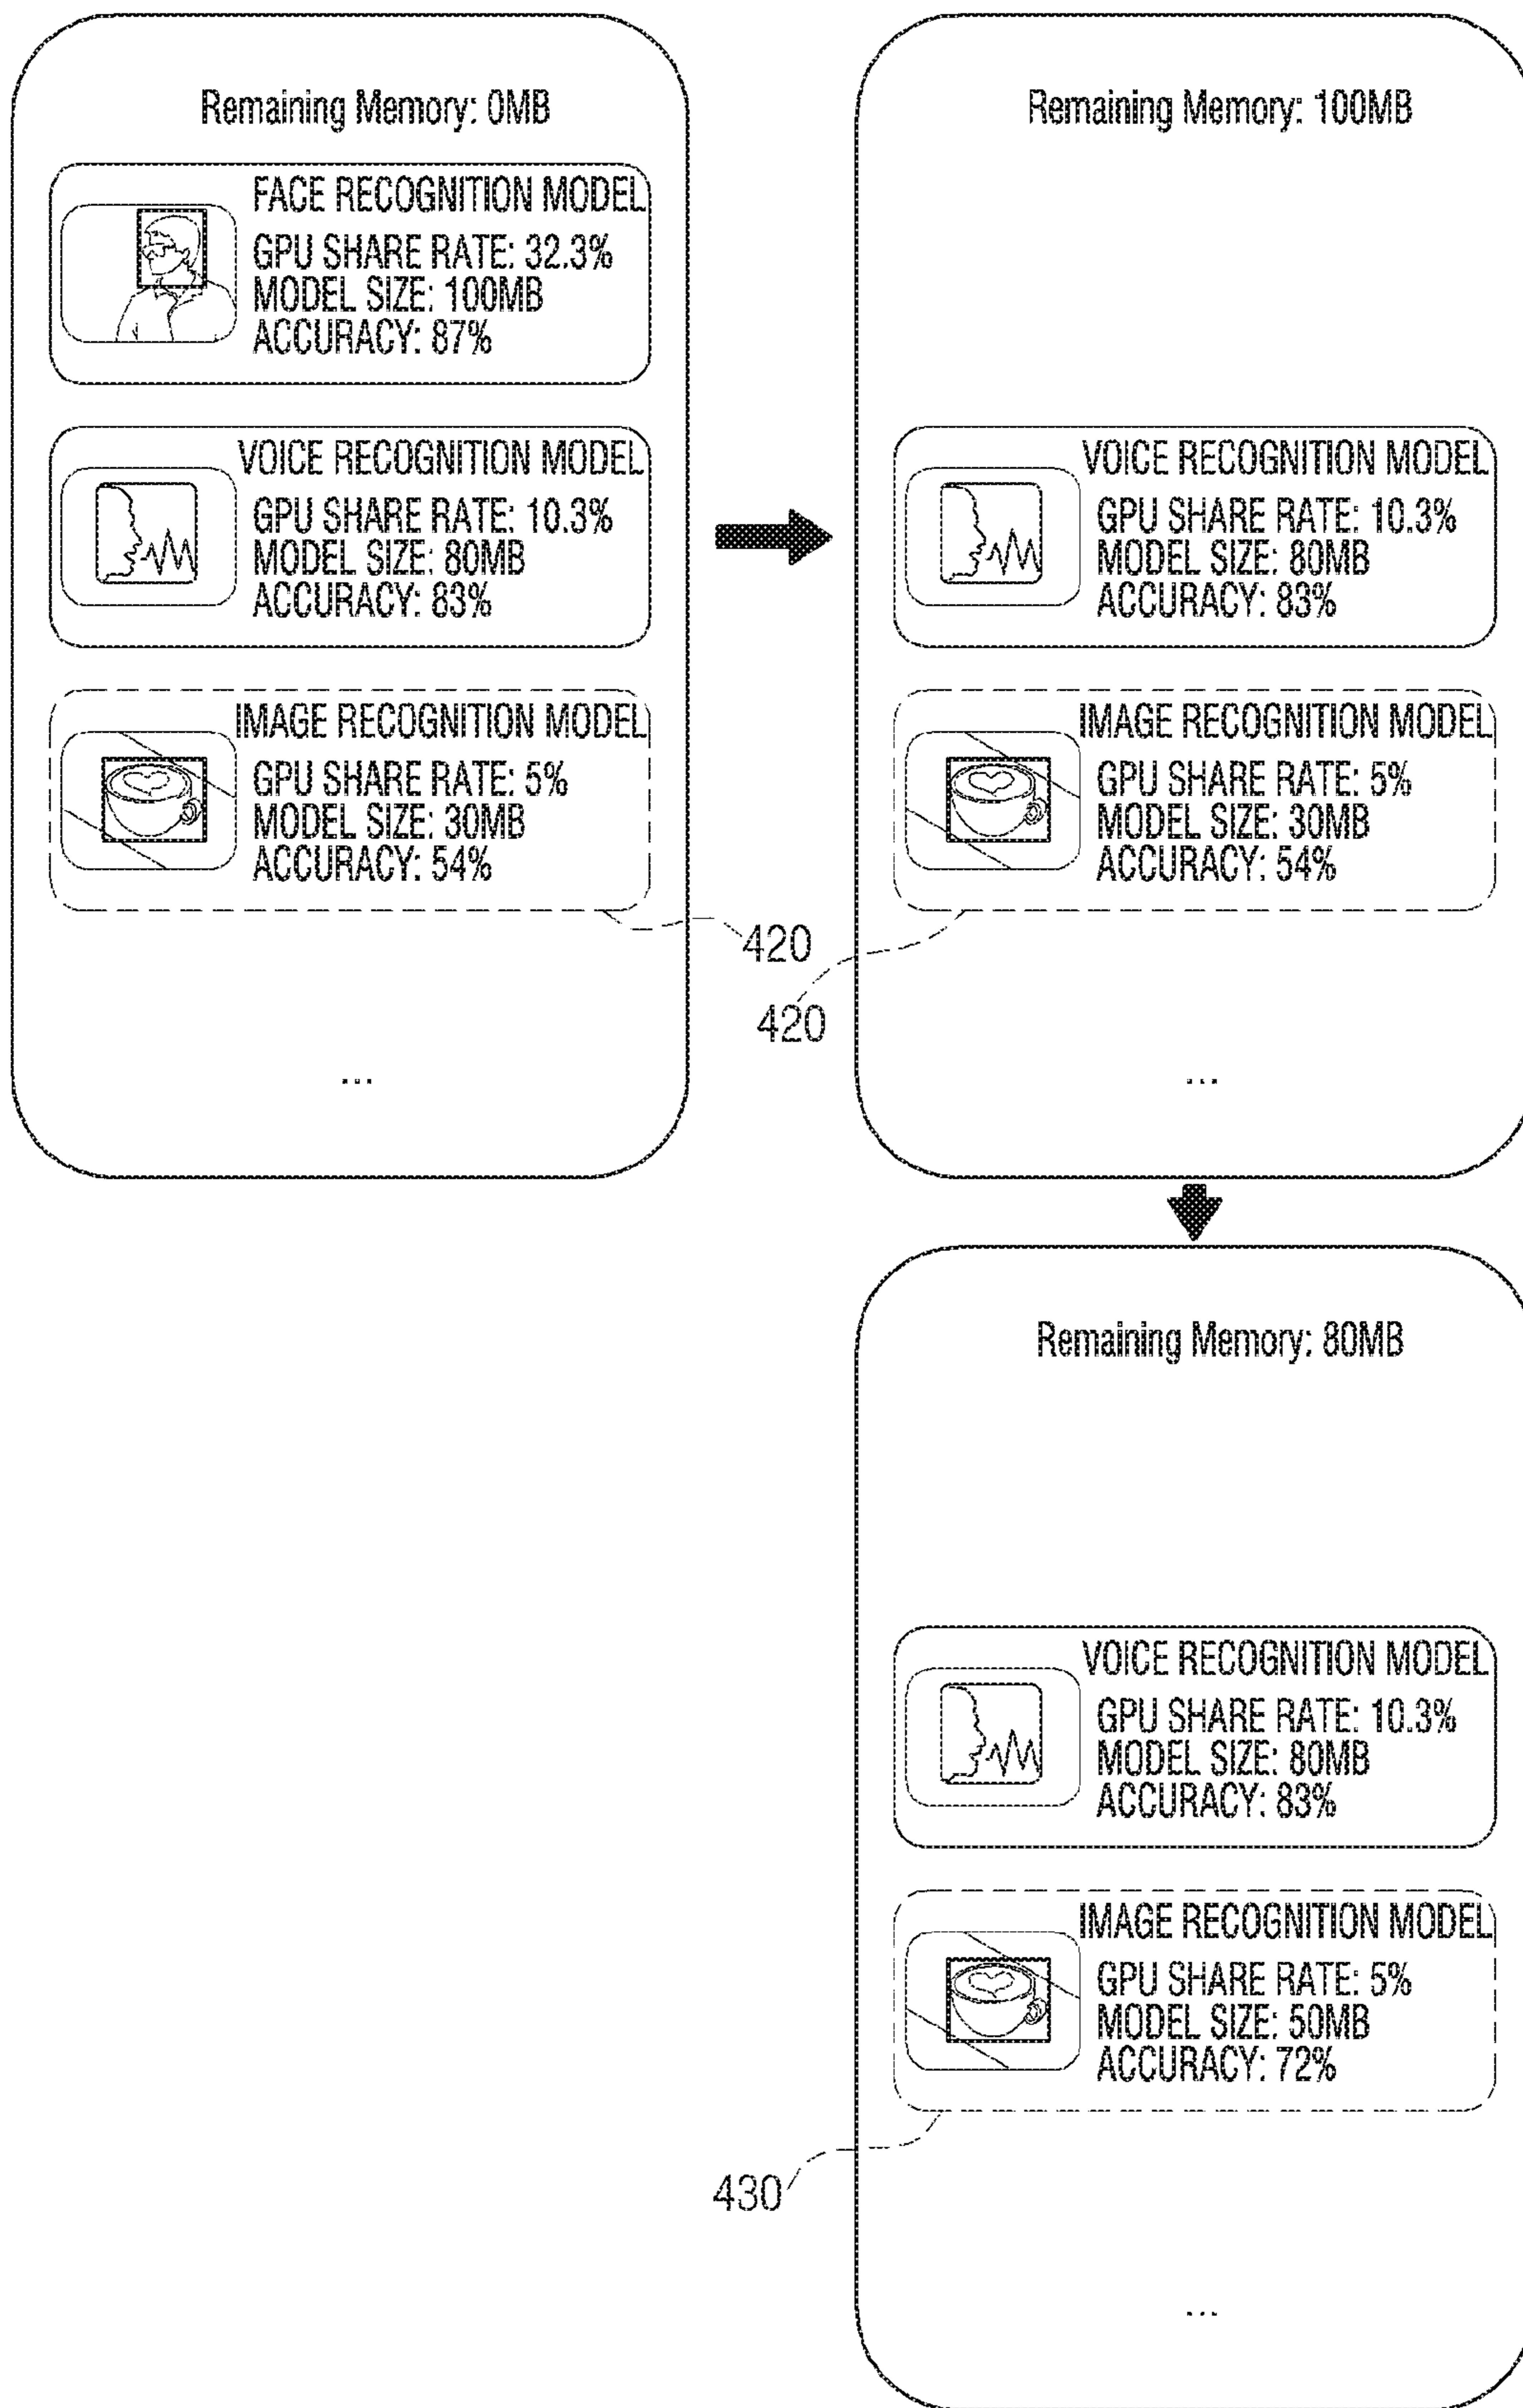 Remaining Memory: 0MB
FACE RECOGNITION MODEL
GPU SHARE RATE: 32.3%
MODEL SIZE: 100MB
ACCURACY: 87%
VOICE RECOGNITION MODEL
GPU SHARE RATE: 10.3%
MODEL SIZE: 80MB
ACCURACY: 83%
IMAGE RECOGNITION MODEL
GPU SHARE RATE: 5%
MODEL SIZE: 30MB
ACCURACY: 54%
420
...
Remaining Memory: 100MB
VOICE RECOGNITION MODEL
GPU SHARE RATE: 10.3%
MODEL SIZE: 80MB
ACCURACY: 83%
IMAGE RECOGNITION MODEL
GPU SHARE RATE: 5%
MODEL SIZE: 30MB
ACCURACY: 54%
420
...
Remaining Memory: 80MB
VOICE RECOGNITION MODEL
GPU SHARE RATE: 10.3%
MODEL SIZE: 80MB
ACCURACY: 83%
IMAGE RECOGNITION MODEL
GPU SHARE RATE: 5%
MODEL SIZE: 50MB
ACCURACY: 72%
430
...